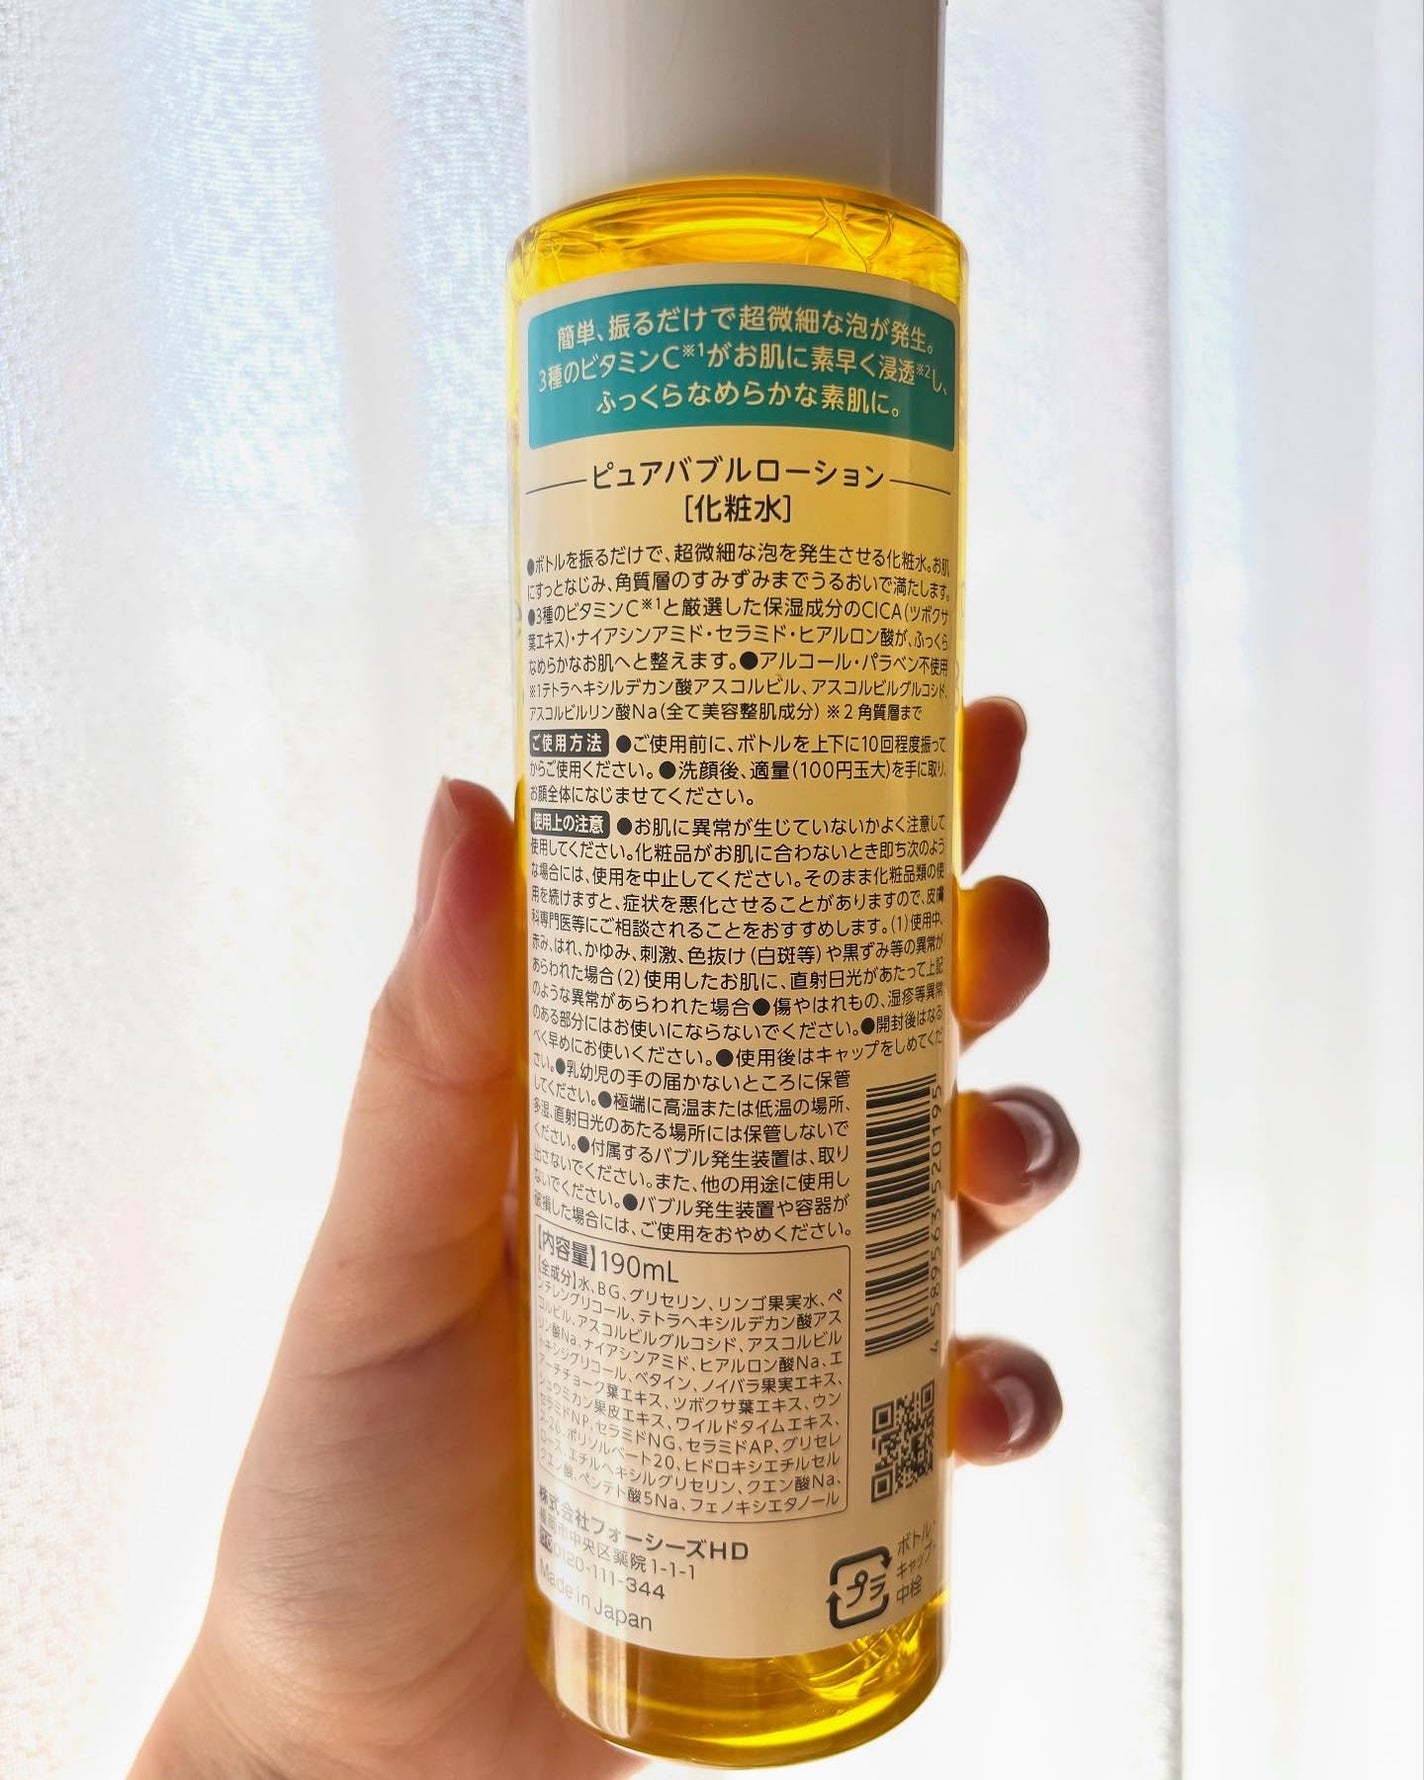 簡単、振るだけで超微細な泡が発生。
3種のビタミンC※1がお肌に素早く浸透※2し、
ふっくらなめらかな素肌に。
ピュアバブルローション
[化粧水]
●ボトルを振るだけで、超微細な泡を発生させる化粧水。お肌
にすっとなじみ、角質層のすみずみまでうるおいで満たします。
●3種のビタミンC※1と厳選した保湿成分のCICA(ツボクサ
葉エキス)・ナイアシンアミド・セラミド・ヒアルロン酸が、ふっくら
なめらかなお肌へと整えます。●アルコール・パラベン不使用
※1テトラヘキシルデカン酸アスコルビル、アスコルビルグルコシド、
アスコルビルリン酸Na(全て美容整肌成分) ※2 角質層まで
ご使用方法 ●ご使用前に、ボトルを上下に10回程度振って
からご使用ください。●洗顔後、適量(100円玉大)を手に取り、
お顔全体になじませてください。
使用上の注意 ●お肌に異常が生じていないかよく注意して
使用してください。化粧品がお肌に合わないとき即ち次のよう
な場合には、使用を中止してください。そのまま化粧品類の使
用を続けますと、症状を悪化させることがありますので、皮膚
科専門医等にご相談されることをおすすめします。(1)使用中、
赤み、はれ、かゆみ、刺激、色抜け(白斑等)や黒ずみ等の異常が
あらわれた場合(2)使用したお肌に、直射日光があたって上記
のような異常があらわれた場合●傷やはれもの、湿疹等異常
のある部分にはお使いにならないでください。●開封後はなる
べく早めにお使いください。●使用後はキャップをしめてくだ
さい。●乳幼児の手の届かないところに保管
してください。●極端に高温または低温の場所、
多湿、直射日光のあたる場所には保管しないで
ください。●付属するバブル発生装置は、取り
出さないでください。また、他の用途に使用し
ないでください。●バブル発生装置や容器が
破損した場合には、ご使用をおやめください。
【内容量】190mL
【全成分】水、BG、グリセリン、リンゴ果実水、ペ
ンチレングリコール、テトラヘキシルデカン酸アス
コルビル、アスコルビルグルコシド、アスコルビル
リン酸Na、ナイアシンアミド、ヒアルロン酸Na、エ
トキシジグリコール、ベタイン、ノイバラ果実エキス、
アーチチョーク葉エキス、ツボクサ葉エキス、ウン
シュウミカン果皮エキス、ワイルドタイムエキス、
セラミドNP、セラミドNG、セラミドAP、グリセレ
ス-26、ポリソルベート20、ヒドロキシエチルセル
ロース、エチルヘキシルグリセリン、クエン酸Na、
クエン酸、ペンテト酸5Na、フェノキシエタノール
株式会社フォーシーズHD
福岡市中央区薬院1-1-1
0120-111-344
Made in Japan
4589563520195
プラ
ボトル・
キャップ・
中栓